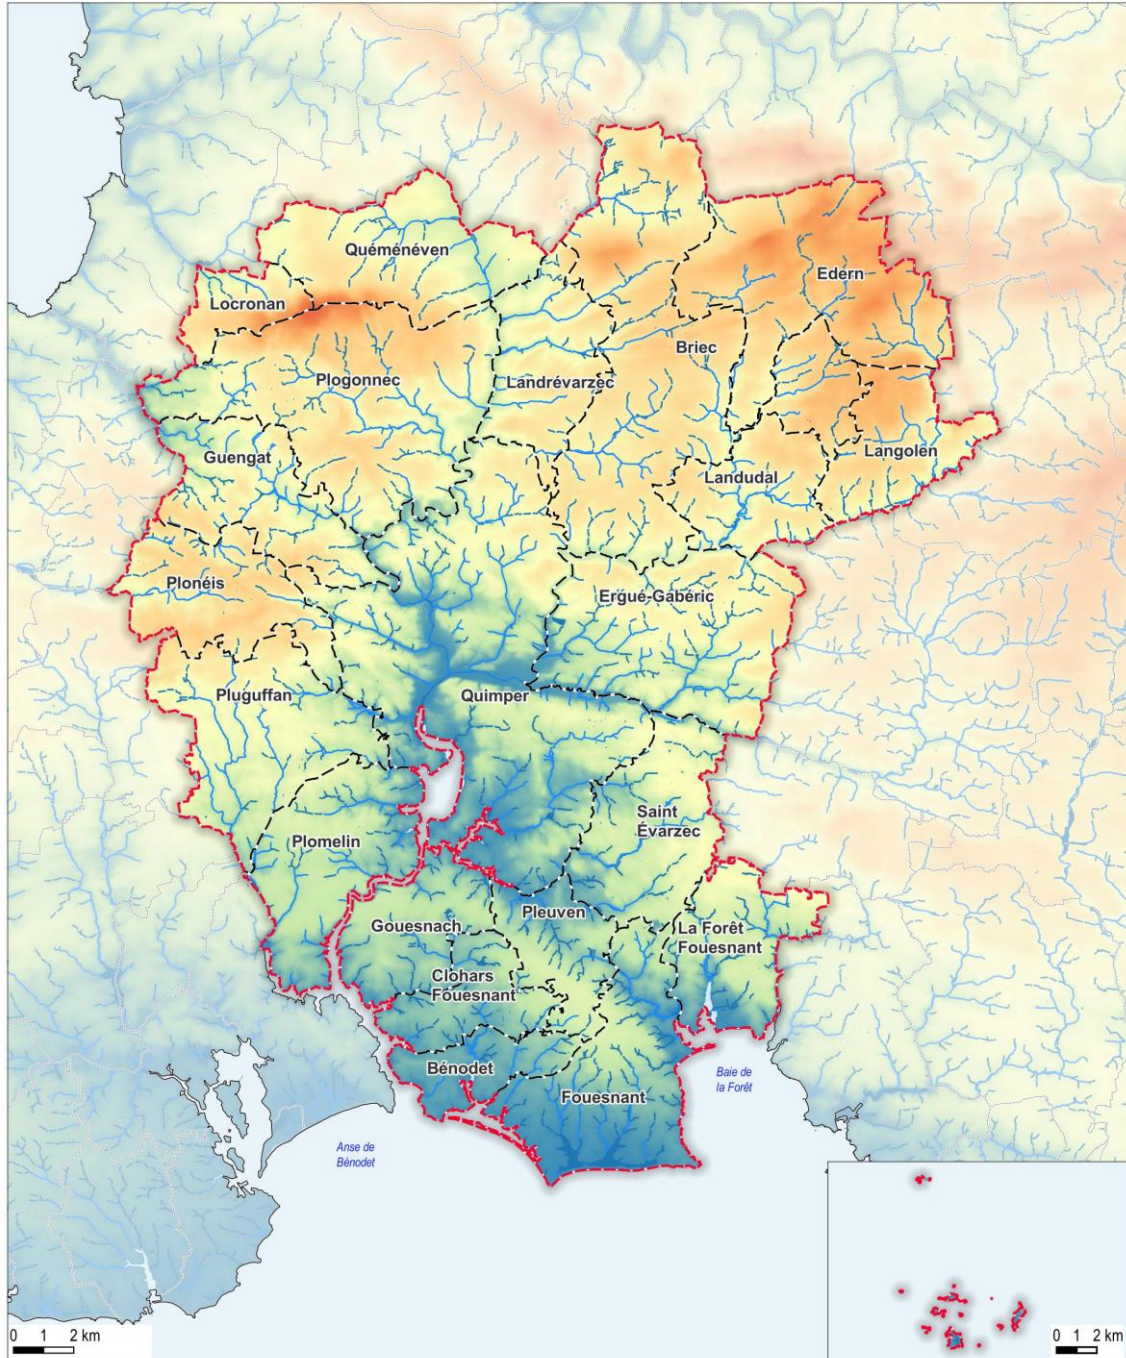 Quéménéven
Edern
Locronan
Briec
Plogonnec
Landrévarzec
Guengat
Langolen
Landudal
Plonéis
Ergué-Gabéric
Pluguffan
Quimper
Saint
Évarzec
Plomelin
Pleuven
Gouesnach
La Forêt
Fouesnant
Clohars
Fouesnant
Bénodet
Baie de
la Forêt
Fouesnant
Anse de
Bénodet
0 1 2 km
0 1 2 km